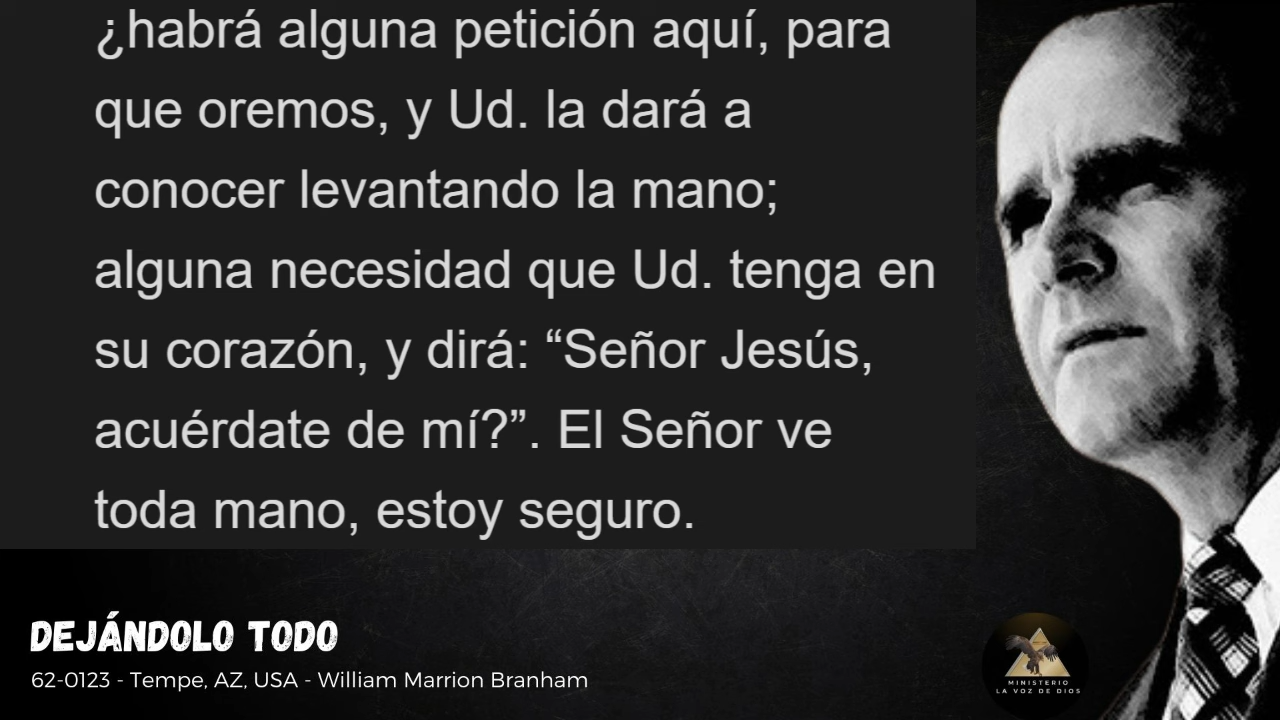 ¿habrá alguna petición aquí, para
que oremos, y Ud. la dará a
conocer levantando la mano;
alguna necesidad que Ud. tenga en
su corazón, y dirá: “Señor Jesús,
acuérdate de mí?”. El Señor ve
toda mano, estoy seguro.
DEJÁNDOLO TODO
62-0123 - Tempe, AZ, USA - William Marrion Branham
MINISTERIO
LA VOZ DE DIOS